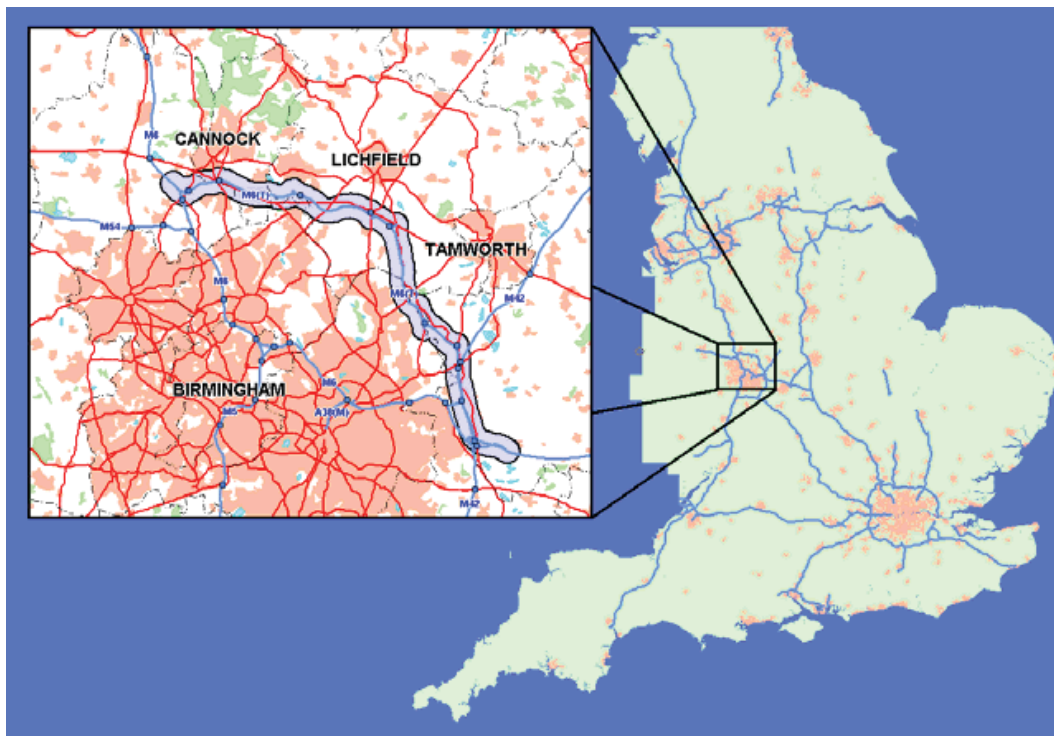 M6
CANNOCK
LICHFIELD
M6(T)
M54
TAMWORTH
M6
M6(T)
M42
BIRMINGHAM
M6
M5
A38(M)
M42